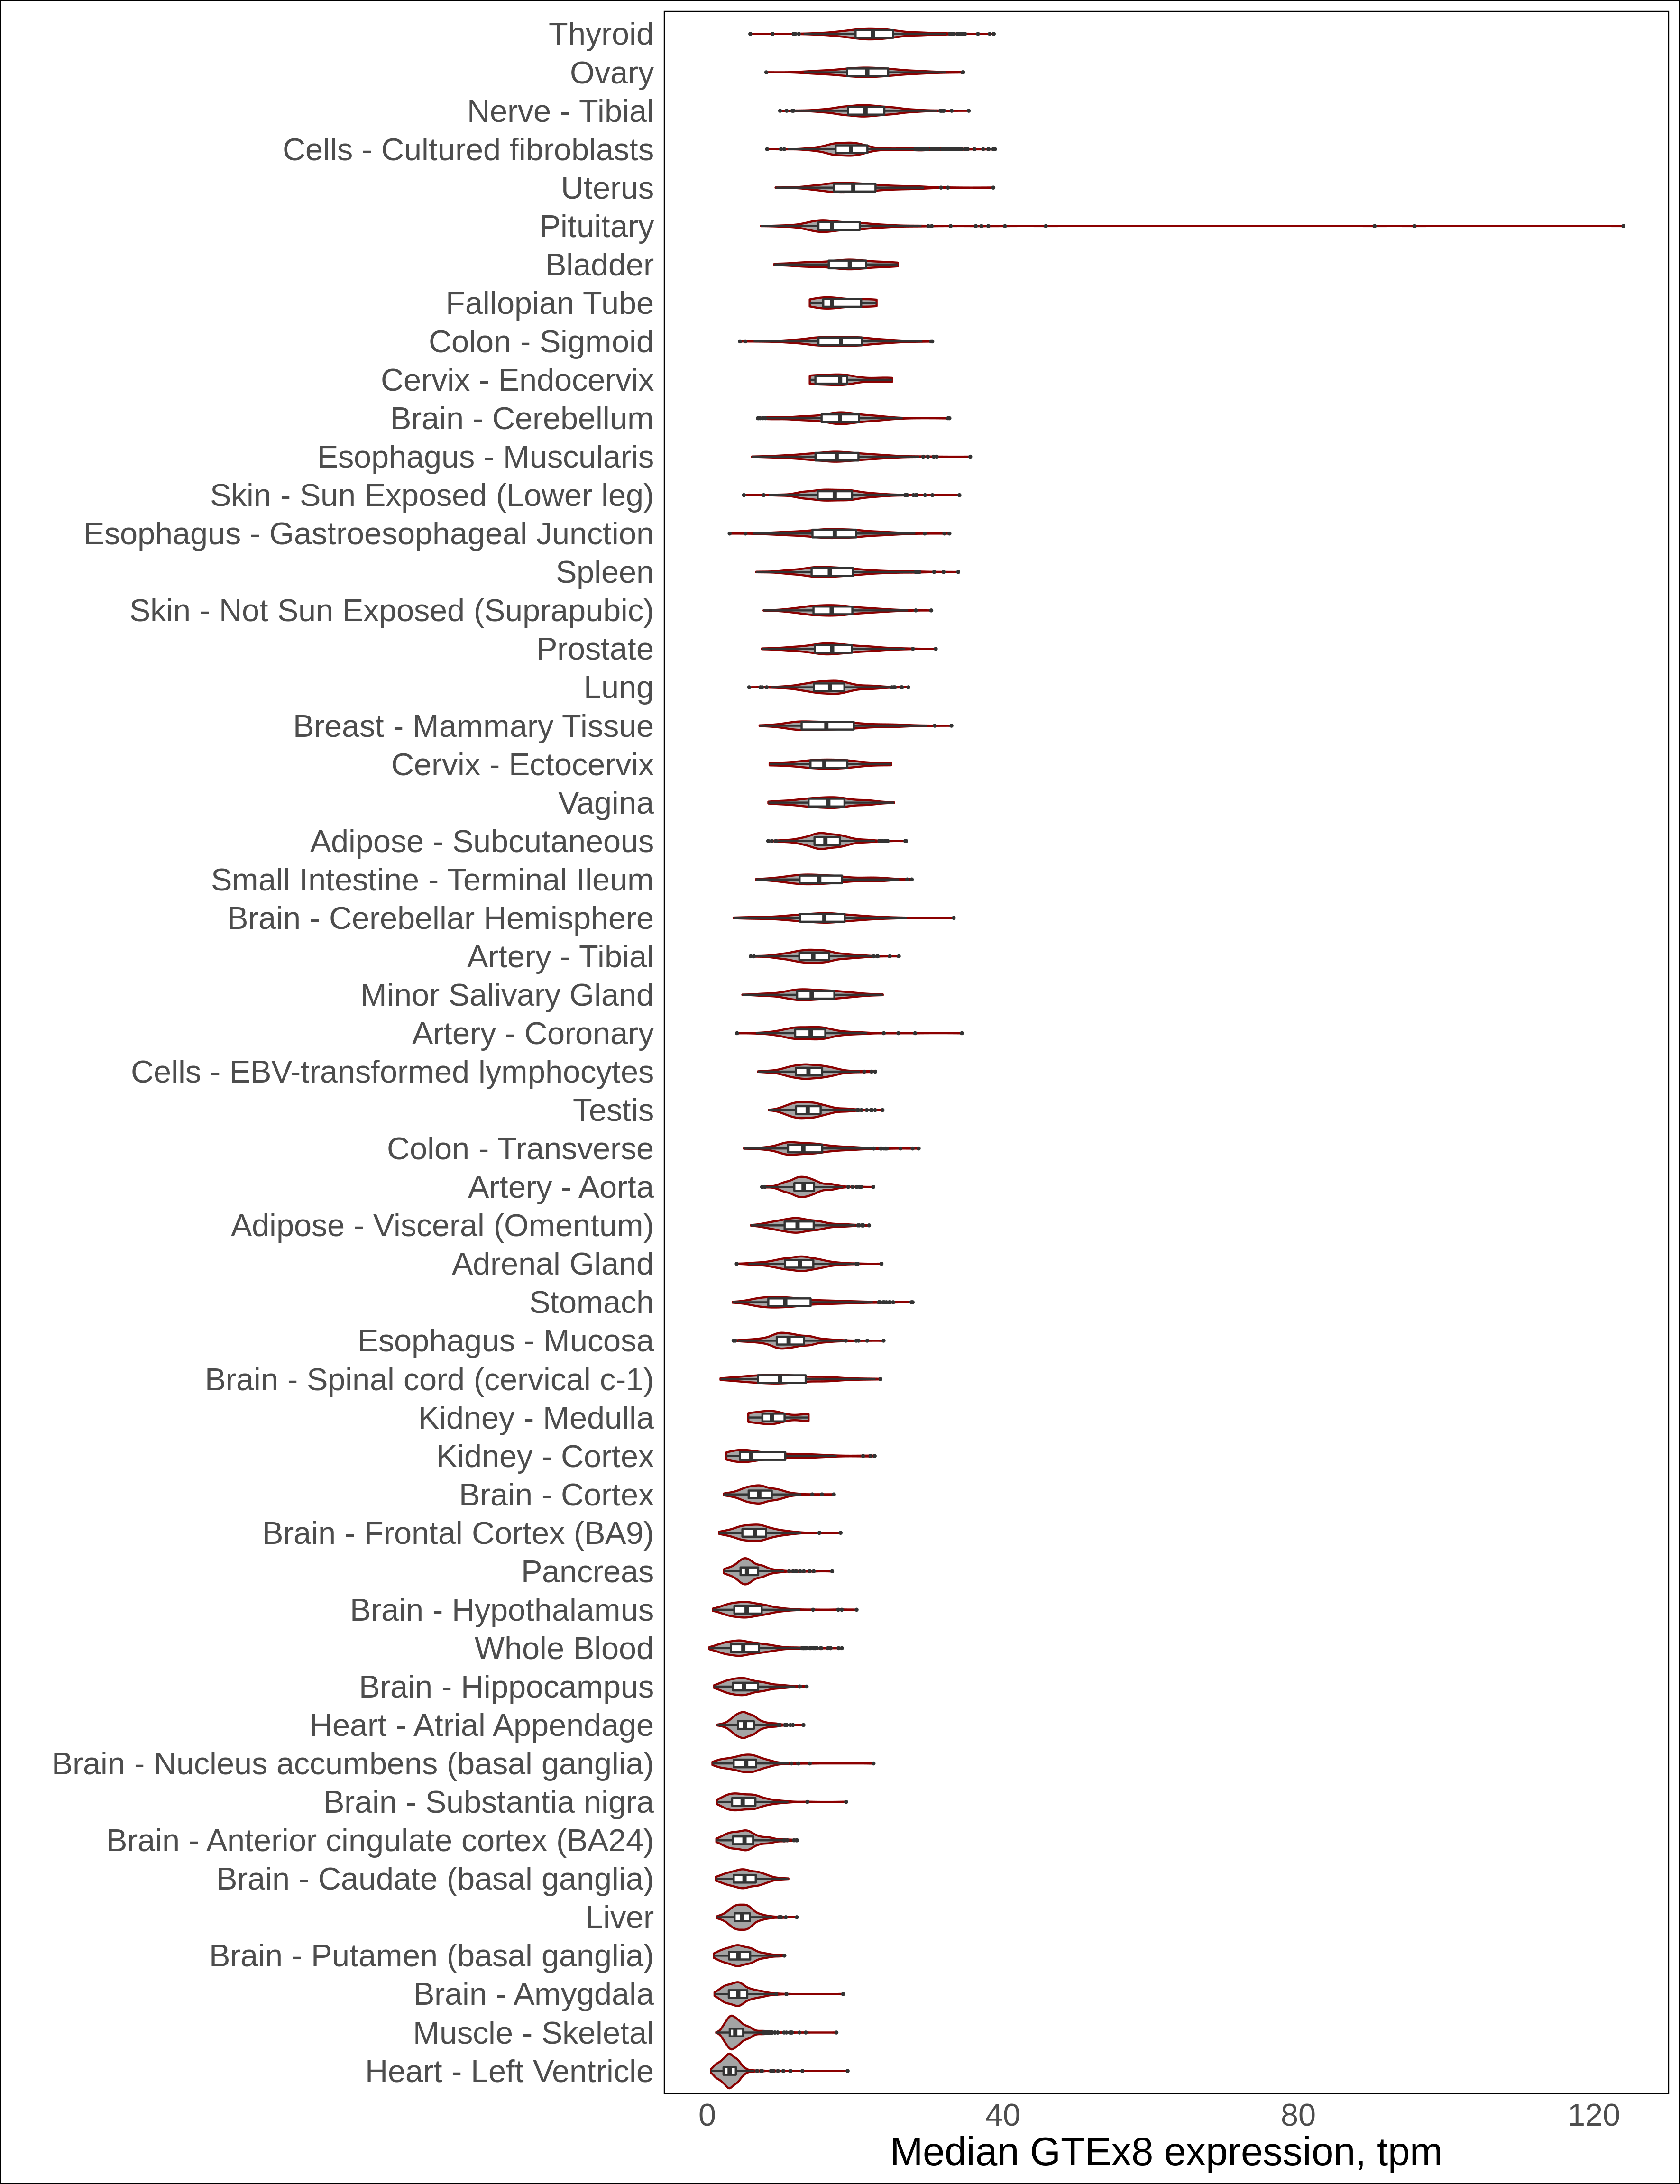 Thyroid
Ovary
Nerve - Tibial
Cells - Cultured fibroblasts
Uterus
Pituitary
Bladder
Fallopian Tube
Colon - Sigmoid
Cervix - Endocervix
Brain - Cerebellum
Esophagus - Muscularis
Skin - Sun Exposed (Lower leg)
Esophagus - Gastroesophageal Junction
Spleen
Skin - Not Sun Exposed (Suprapubic)
Prostate
Lung
Breast - Mammary Tissue
Cervix - Ectocervix
Vagina
Adipose - Subcutaneous
Small Intestine - Terminal Ileum
Brain - Cerebellar Hemisphere
Artery - Tibial
Minor Salivary Gland
Artery - Coronary
Cells - EBV-transformed lymphocytes
Testis
Colon - Transverse
Artery - Aorta
Adipose - Visceral (Omentum)
Adrenal Gland
Stomach
Esophagus - Mucosa
Brain - Spinal cord (cervical c-1)
Kidney - Medulla
Kidney - Cortex
Brain - Cortex
Brain - Frontal Cortex (BA9)
Pancreas
Brain - Hypothalamus
Whole Blood
Brain - Hippocampus
Heart - Atrial Appendage
Brain - Nucleus accumbens (basal ganglia)
Brain - Substantia nigra
Brain - Anterior cingulate cortex (BA24)
Brain - Caudate (basal ganglia)
Liver
Brain - Putamen (basal ganglia)
Brain - Amygdala
Muscle - Skeletal
Heart - Left Ventricle
0 40 80 120
Median GTEx8 expression, tpm